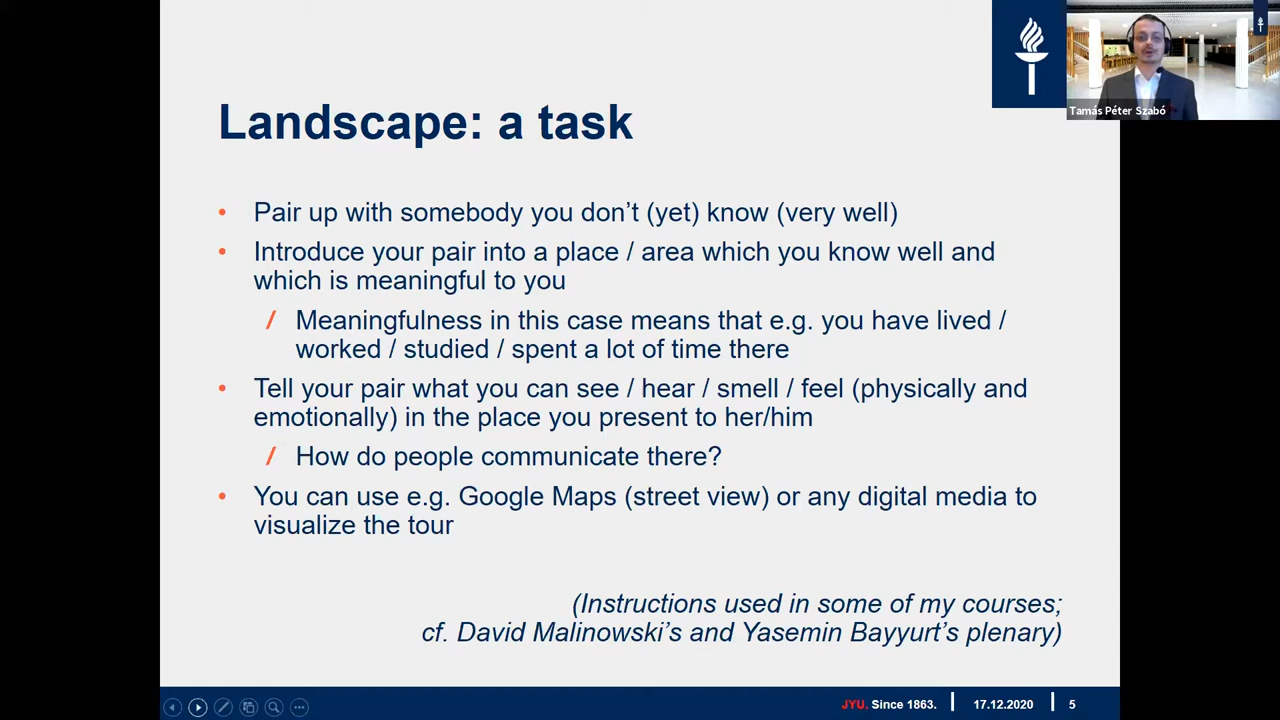 Tamás Péter Szabó
Landscape: a task
• Pair up with somebody you don’t (yet) know (very well)
• Introduce your pair into a place / area which you know well and
which is meaningful to you
/ Meaningfulness in this case means that e.g. you have lived /
worked / studied / spent a lot of time there
• Tell your pair what you can see / hear / smell / feel (physically and
emotionally) in the place you present to her/him
/ How do people communicate there?
• You can use e.g. Google Maps (street view) or any digital media to
visualize the tour
(Instructions used in some of my courses;
cf. David Malinowski’s and Yasemin Bayyurt’s plenary)
JYU. Since 1863. 17.12.2020 5